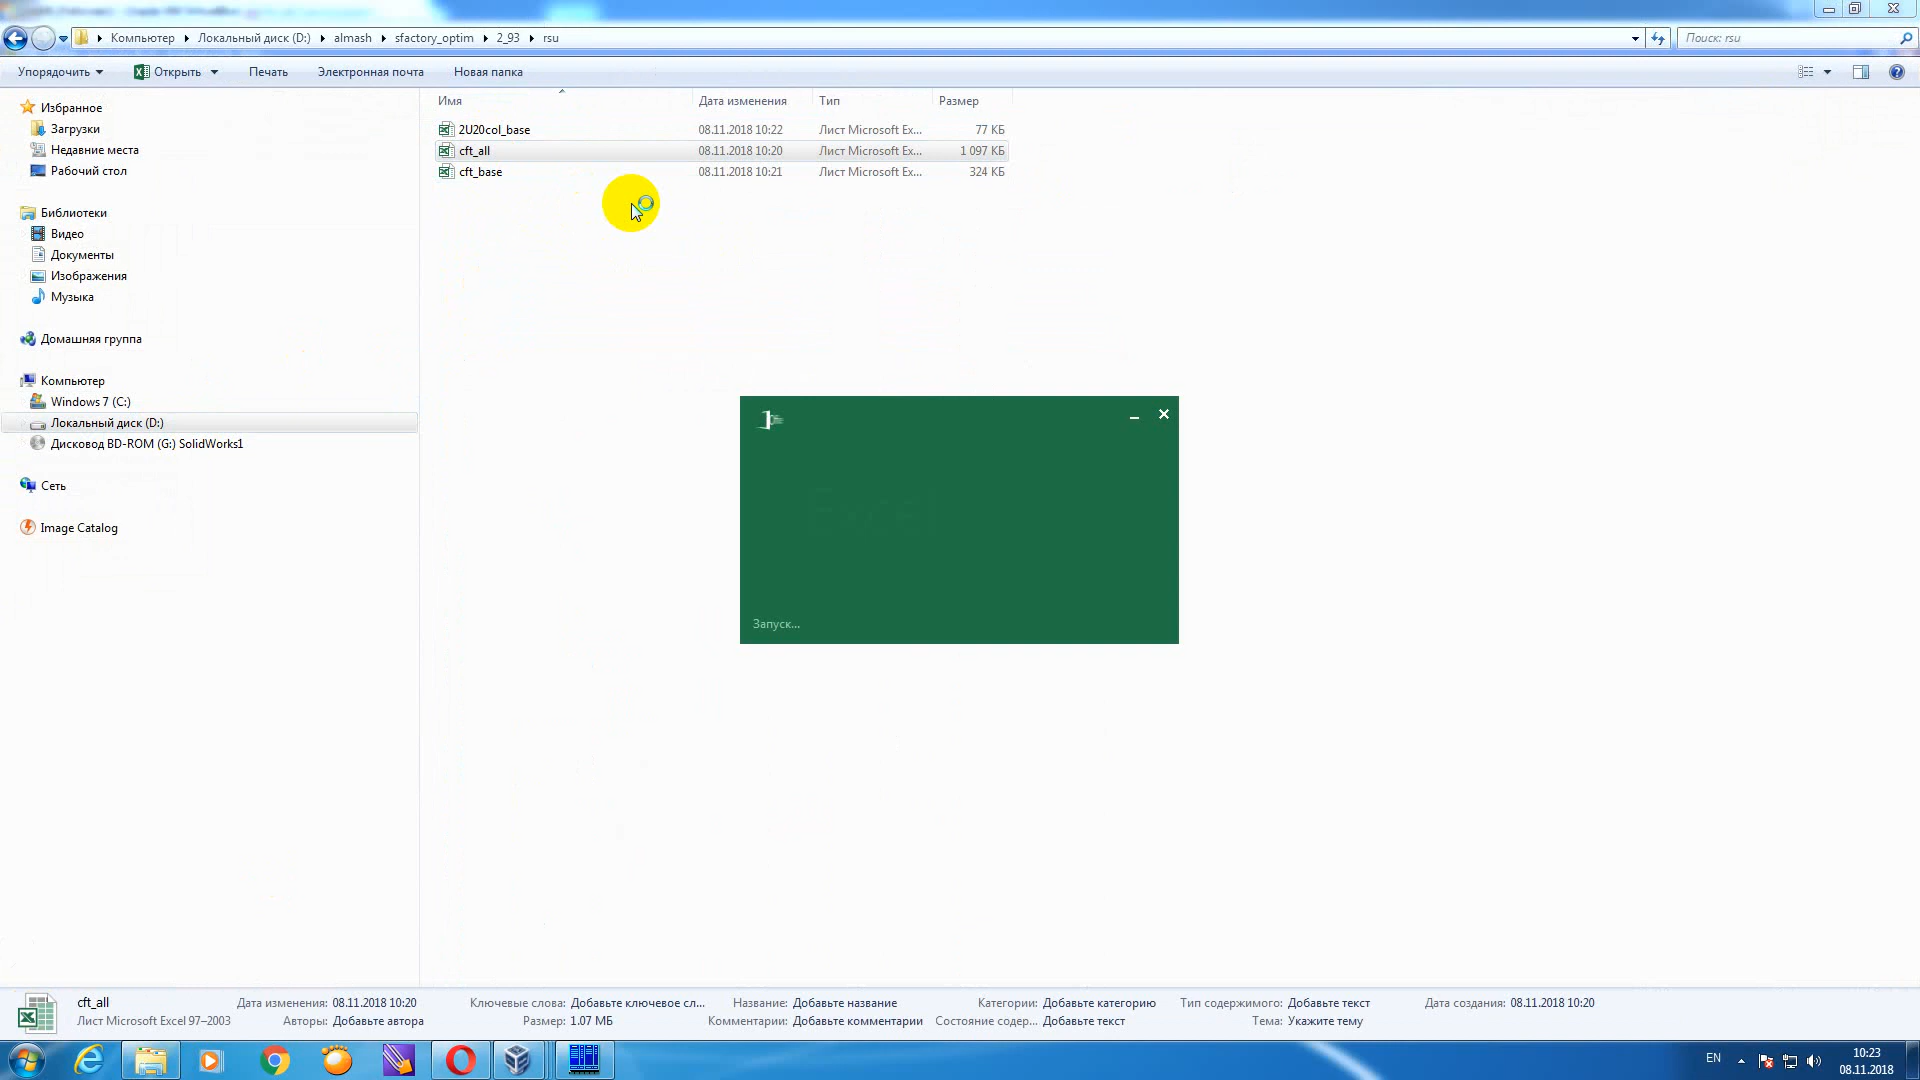 Компьютер Локальный диск (D:) almash sfactory_optim 2_93 rsu
Поиск: rsu
Упорядочить Открыть Печать Электронная почта Новая папка
Имя Дата изменения Тип Размер
2U20col_base 08.11.2018 10:22 Лист Microsoft Ex... 77 КБ
cft_all 08.11.2018 10:20 Лист Microsoft Ex... 1 097 КБ
cft_base 08.11.2018 10:21 Лист Microsoft Ex... 324 КБ
Избранное
Загрузки
Недавние места
Рабочий стол
Библиотеки
Видео
Документы
Изображения
Музыка
Домашняя группа
Компьютер
Windows 7 (C:)
Локальный диск (D:)
Дисковод BD-ROM (G:) SolidWorks1
Сеть
Image Catalog
Запуск...
cft_all Дата изменения: 08.11.2018 10:20 Ключевые слова: Добавьте ключевое сл... Название: Добавьте название Категории: Добавьте категорию Тип содержимого: Добавьте текст Дата создания: 08.11.2018 10:20
Лист Microsoft Excel 97–2003 Авторы: Добавьте автора Размер: 1.07 МБ Комментарии: Добавьте комментарии Состояние содер... Добавьте текст Тема: Укажите тему
EN
10:23
08.11.2018